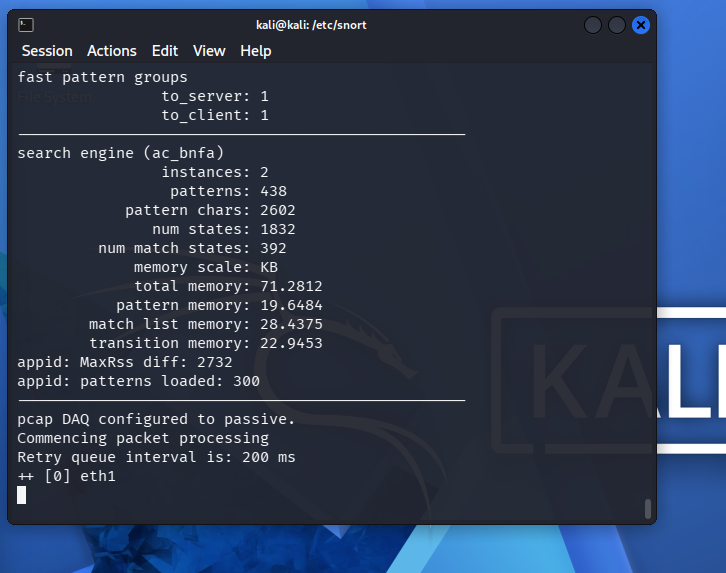 kali@kali: /etc/snort
Session Actions Edit View Help
fast pattern groups
File System
to_server: 1
to_client: 1
search engine (ac_bnfa)
instances: 2
patterns: 438
pattern chars: 2602
num states: 1832
num match states: 392
memory scale: KB
total memory: 71.2812
pattern memory: 19.6484
match list memory: 28.4375
transition memory: 22.9453
appid: MaxRss diff: 2732
appid: patterns loaded: 300
pcap DAQ configured to passive.
Commencing packet processing
Retry queue interval is: 200 ms
++ [0] eth1
KALI